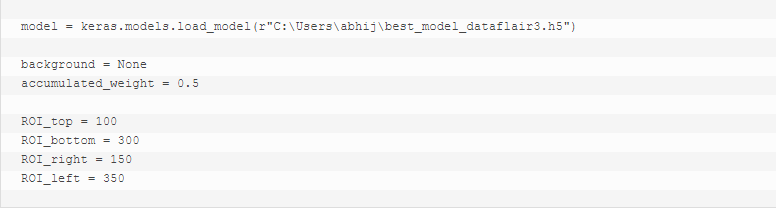 model = keras.models.load_model(r"C:\Users\abhij\best_model_dataflair3.h5")
background = None
accumulated_weight = 0.5
ROI_top = 100
ROI_bottom = 300
ROI_right = 150
ROI_left = 350